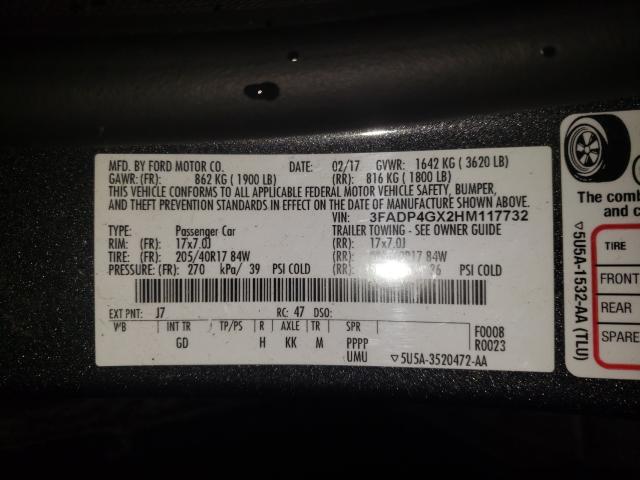 MFD. BY FORD MOTOR CO. DATE: 02/17 GVWR: 1642 KG ( 3620 LB)
GAWR: (FR): 862 KG ( 1900 LB) (RR): 816 KG ( 1800 LB)
THIS VEHICLE CONFORMS TO ALL APPLICABLE FEDERAL MOTOR VEHICLE SAFETY, BUMPER,
AND THEFT PREVENTION STANDARDS IN EFFECT ON THE DATE OF MANUFACTURE SHOWN ABOVE.
VIN: 3FADP4GX2HM117732
TYPE: Passenger Car TRAILER TOWING - SEE OWNER GUIDE
RIM: (FR): 17x7.0J (RR): 17x7.0J
TIRE: (FR): 205/40R17 84W (RR): 84W
PRESSURE: (FR): 270 kPa/ 39 PSI COLD (RR): PSI COLD
EXT PNT: J7 RC: 47 DSO:
WB INT TR TP/PS R AXLE TR SPR F0008
GD H KK M PPPP R0023
UMU ▽5U5A-3520472-AA
The comb
and c
TIRE
FRONT
REAR
SPARE
▽5U5A-1532-AA (TLU)